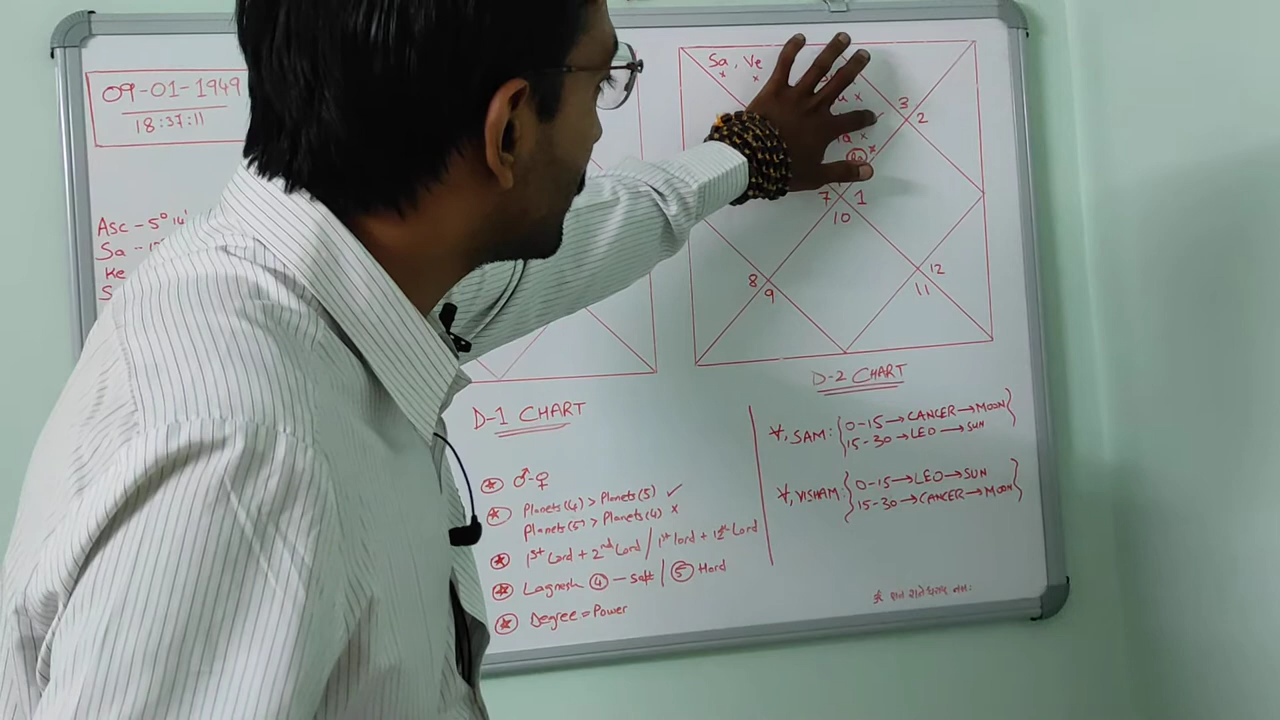 09-01-1949
18:37:11
Asc - 5° 14'
Sa -
Ke
S
Sa, Ve
3
2
7
1
10
8
9
12
11
D-1 CHART
♂-♀
Planets(4) > Planets(5) ✓
Planets(5) > Planets(4) x
1st Lord + 2nd Lord / 1st lord + 12th Lord
Lagnesh ④ - Soft / ⑤ Hard
Degree = Power
D-2 CHART
∀, SAM: { 0-15 → CANCER → MOON }
15-30 → LEO → SUN
∀, VISHAM: { 0-15 → LEO → SUN }
15-30 → CANCER → MOON